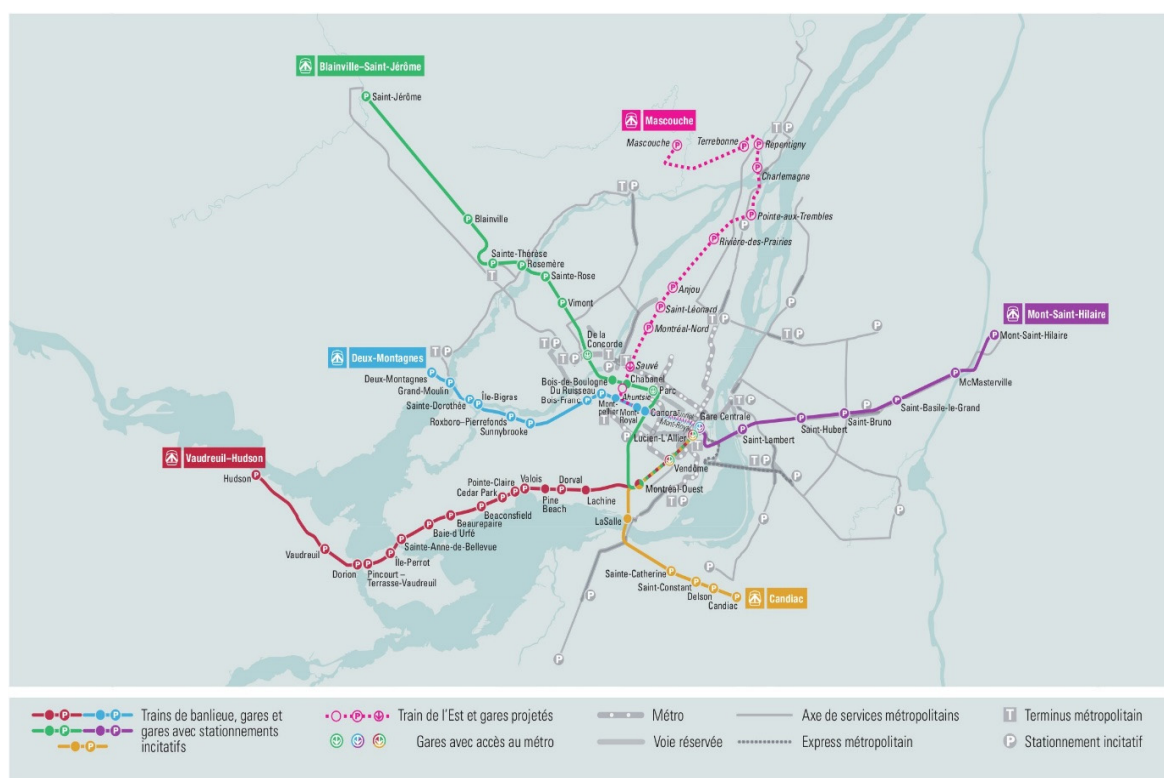 Blainville–Saint-Jérôme
Saint-Jérôme
Mascouche
Mascouche
Terrebonne
Repentigny
Charlemagne
Blainville
Pointe-aux-Trembles
Rivière-des-Prairies
Sainte-Thérèse
Rosemère
Sainte-Rose
Anjou
Vimont
Saint-Léonard
Montréal-Nord
Mont-Saint-Hilaire
Mont-Saint-Hilaire
De la
Concorde
Deux-Montagnes
Deux-Montagnes
Grand-Moulin
Sauvé
Bois-de-Boulogne
Chabanel
Du Ruisseau
Bois-Franc
Parc
Ahuntsic
McMasterville
Île-Bigras
Sainte-Dorothée
Mont-
pellier
Mont-
Royal
Canora
Saint-Basile-le-Grand
Roxboro-Pierrefonds
Sunnybrooke
Gare Centrale
Saint-Bruno
Saint-Hubert
Lucien-L'Allier
Saint-Lambert
Vaudreuil–Hudson
Hudson
Vendôme
Valois
Dorval
Pointe-Claire
Cedar Park
Montréal-Ouest
Pine
Beach
Lachine
Beaconsfield
Beaurepaire
LaSalle
Baie-d'Urfé
Sainte-Anne-de-Bellevue
Vaudreuil
Île-Perrot
Dorion
Pincourt –
Terrasse-Vaudreuil
Sainte-Catherine
Saint-Constant
Delson
Candiac
Candiac
Trains de banlieue, gares et
gares avec stationnements
incitatifs
Train de l'Est et gares projetés
Gares avec accès au métro
Métro
Voie réservée
Axe de services métropolitains
Express métropolitain
T Terminus métropolitain
P Stationnement incitatif